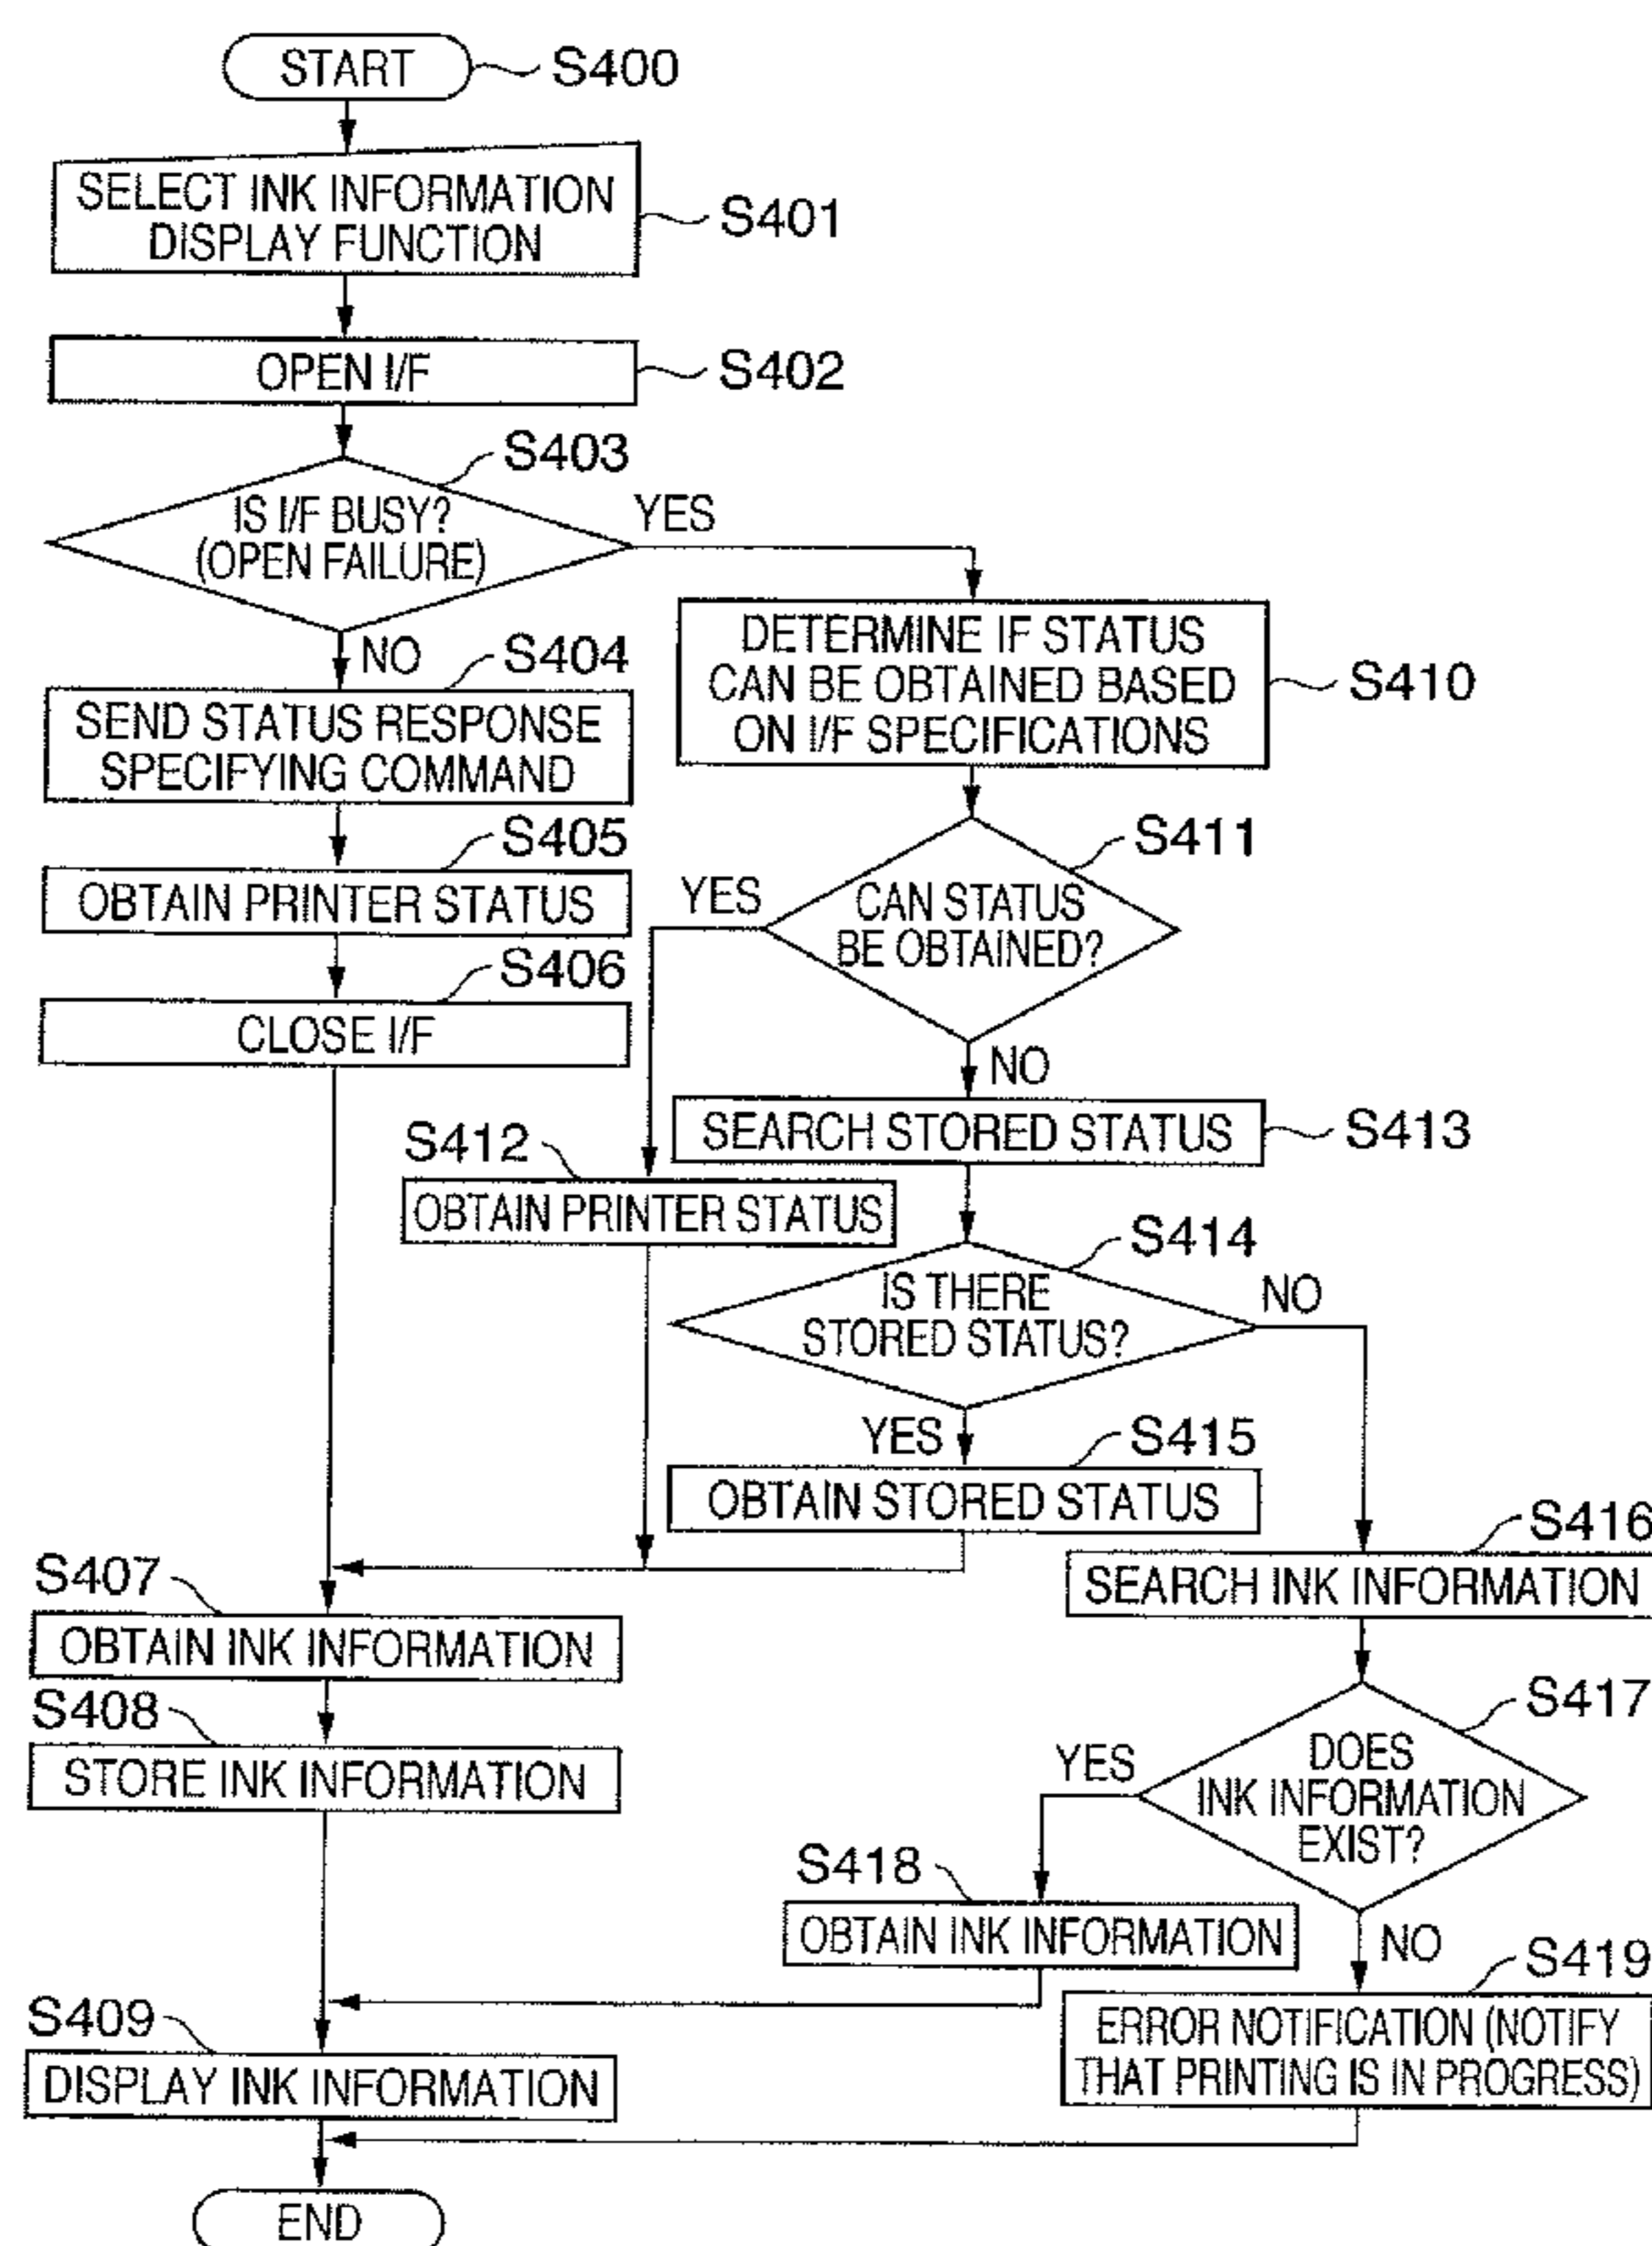 START
S400
SELECT INK INFORMATION
DISPLAY FUNCTION
S401
OPEN I/F
S402
S403
IS I/F BUSY?
(OPEN FAILURE)
YES
NO
S404
SEND STATUS RESPONSE
SPECIFYING COMMAND
DETERMINE IF STATUS
CAN BE OBTAINED BASED
ON I/F SPECIFICATIONS
S410
S405
OBTAIN PRINTER STATUS
S411
YES
CAN STATUS
BE OBTAINED?
S406
CLOSE I/F
NO
S412
OBTAIN PRINTER STATUS
SEARCH STORED STATUS
S413
S414
IS THERE
STORED STATUS?
NO
YES
S415
OBTAIN STORED STATUS
S416
SEARCH INK INFORMATION
S407
OBTAIN INK INFORMATION
S408
STORE INK INFORMATION
S417
YES
DOES
INK INFORMATION
EXIST?
S418
OBTAIN INK INFORMATION
NO
S419
ERROR NOTIFICATION (NOTIFY
THAT PRINTING IS IN PROGRESS)
S409
DISPLAY INK INFORMATION
END